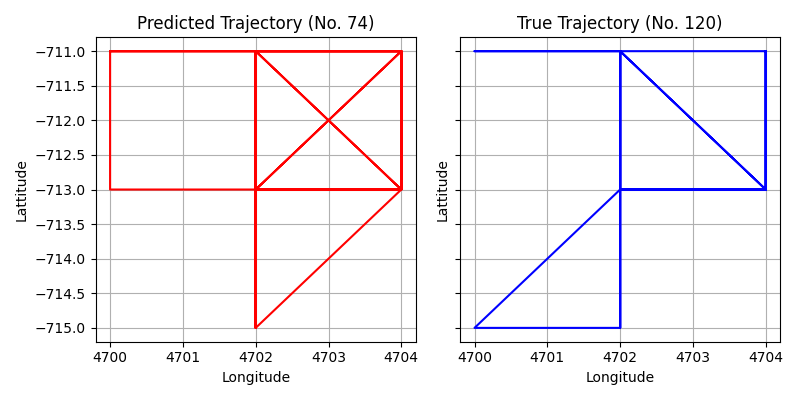 Predicted Trajectory (No. 74)
True Trajectory (No. 120)
−711.0
−711.5
−712.0
−712.5
−713.0
−713.5
−714.0
−714.5
−715.0
Lattitude
Lattitude
4700 4701 4702 4703 4704
4700 4701 4702 4703 4704
Longitude
Longitude